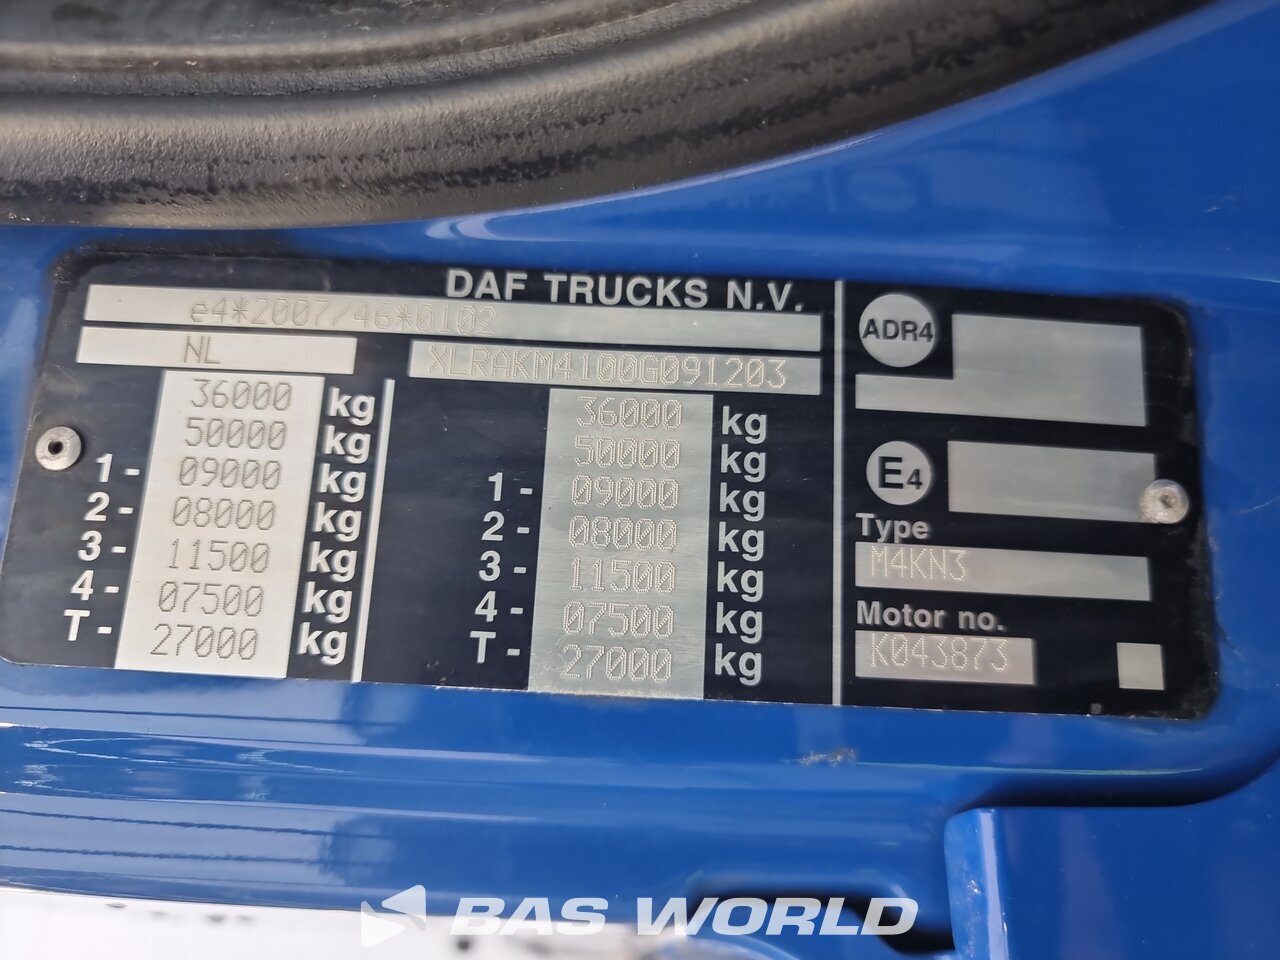 DAF TRUCKS N.V.
e4*2007/46*0102
NL
XLRAKM4100G091203
36000 kg
50000 kg
1- 09000 kg
2- 08000 kg
3- 11500 kg
4- 07500 kg
T- 27000 kg
36000 kg
50000 kg
1- 09000 kg
2- 08000 kg
3- 11500 kg
4- 07500 kg
T- 27000 kg
ADR4
E4
Type
M4KN3
Motor no.
K043873
BAS WORLD